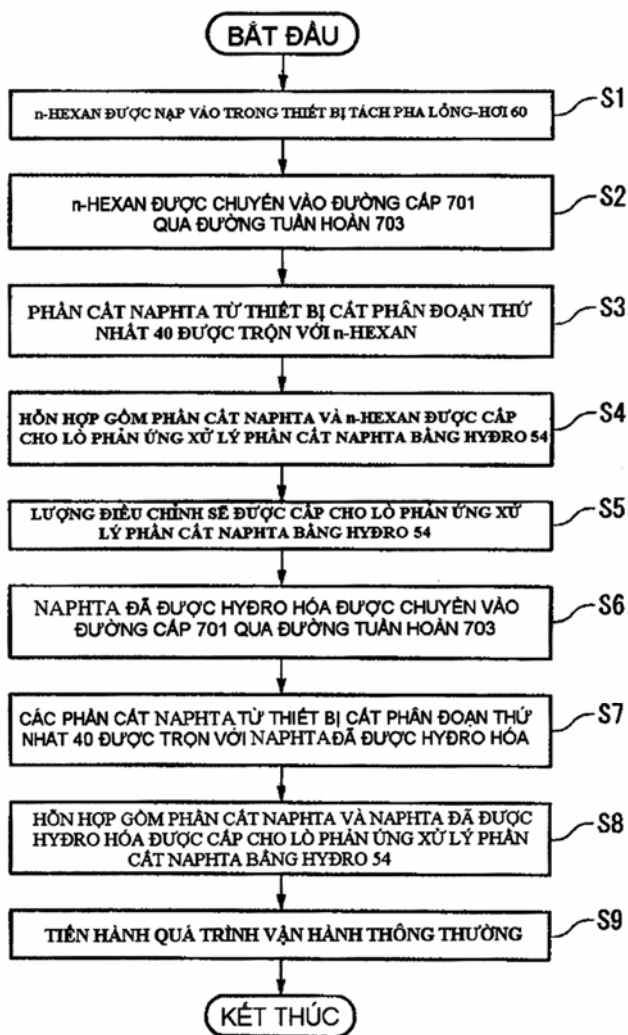 BẮT ĐẦU
n-HEXAN ĐƯỢC NẠP VÀO TRONG THIẾT BỊ TÁCH PHA LỎNG-HƠI 60
S1
n-HEXAN ĐƯỢC CHUYỂN VÀO ĐƯỜNG CẤP 701
QUA ĐƯỜNG TUẦN HOÀN 703
S2
PHẦN CẤT NAPHTA TỪ THIẾT BỊ CẤT PHÂN ĐOẠN THỨ
NHẤT 40 ĐƯỢC TRỘN VỚI n-HEXAN
S3
HỖN HỢP GỒM PHẦN CẤT NAPHTA VÀ n-HEXAN ĐƯỢC CẤP
CHO LÒ PHẢN ỨNG XỬ LÝ PHẦN CẤT NAPHTA BẰNG HYĐRO 54
S4
LƯỢNG ĐIỀU CHỈNH SẼ ĐƯỢC CẤP CHO LÒ PHẢN ỨNG XỬ
LÝ PHẦN CẤT NAPHTA BẰNG HYĐRO 54
S5
NAPHTA ĐÃ ĐƯỢC HYĐRO HÓA ĐƯỢC CHUYỂN VÀO
ĐƯỜNG CẤP 701 QUA ĐƯỜNG TUẦN HOÀN 703
S6
CÁC PHẦN CẤT NAPHTA TỪ THIẾT BỊ CẤT PHÂN ĐOẠN THỨ
NHẤT 40 ĐƯỢC TRỘN VỚI NAPHTA ĐÃ ĐƯỢC HYĐRO HÓA
S7
HỖN HỢP GỒM PHẦN CẤT NAPHTA VÀ NAPHTA ĐÃ ĐƯỢC
HYĐRO HÓA ĐƯỢC CẤP CHO LÒ PHẢN ỨNG XỬ LÝ PHẦN
CẤT NAPHTA BẰNG HYĐRO 54
S8
TIẾN HÀNH QUÁ TRÌNH VẬN HÀNH THÔNG THƯỜNG
S9
KẾT THÚC